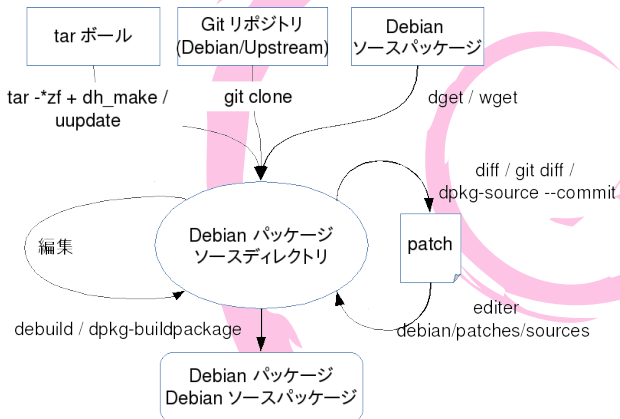 tar ボール
Git リポジトリ
(Debian/Upstream)
Debian
ソースパッケージ
tar -*zf + dh_make /
uupdate
git clone
dget / wget
diff / git diff /
dpkg-source --commit
Debian パッケージ
ソースディレクトリ
編集
patch
editer
debian/patches/sources
debuild / dpkg-buildpackage
Debian パッケージ
Debian ソースパッケージ